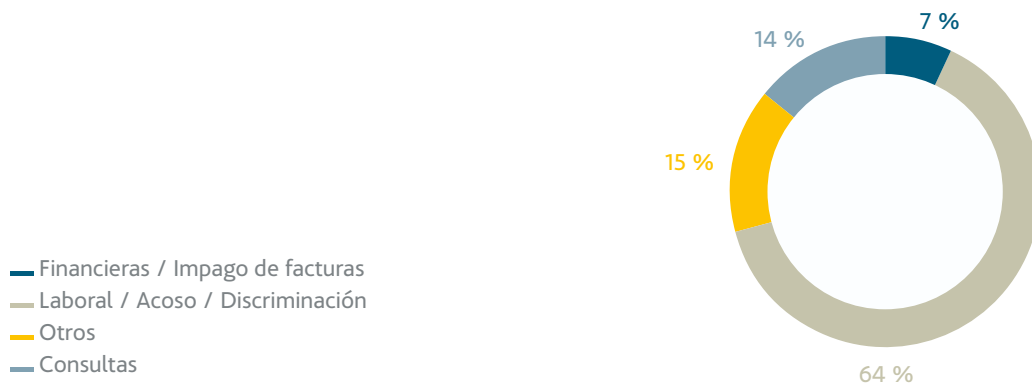 7 %
14 %
15 %
Financieras / Impago de facturas
Laboral / Acoso / Discriminación
Otros
Consultas
64 %